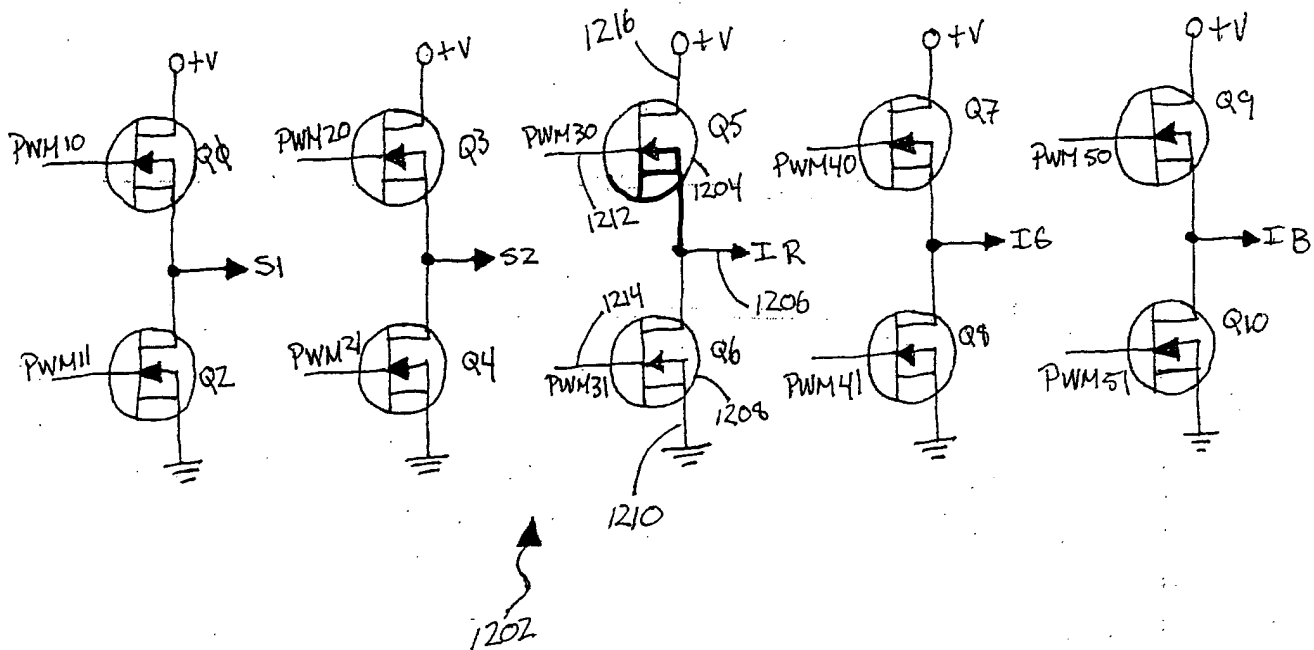 1216
+V
+V
+V
+V
+V
PWM10
QΦ
PWM20
Q3
PWM30
Q5
1204
1212
PWM40
Q7
PWM50
Q9
S1
S2
IR
1206
IG
IB
PWM11
Q2
PWM21
Q4
1214
PWM31
Q6
1208
PWM41
Q8
PWM51
Q10
1210
1202